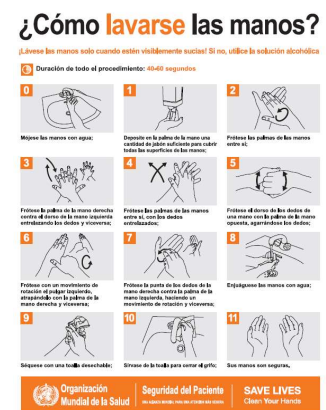 ¿Cómo lavarse las manos?
¡Lávese las manos solo cuando estén visiblemente sucias! Si no, utilice la solución alcohólica
Duración de todo el procedimiento: 40-60 segundos
0
1
2
Mójese las manos con agua;
Deposite en la palma de la mano una
cantidad de jabón suficiente para cubrir
todas las superficies de las manos;
Frótese las palmas de las manos
entre sí;
3
4
5
Frótese la palma de la mano derecha
contra el dorso de la mano izquierda
entrelazando los dedos y viceversa;
Frótese las palmas de las manos
entre sí, con los dedos
entrelazados;
Frótese el dorso de los dedos de
una mano con la palma de la mano
opuesta, agarrándose los dedos;
6
7
8
Frótese con un movimiento de
rotación el pulgar izquierdo,
atrapándolo con la palma de la
mano derecha y viceversa;
Frótese la punta de los dedos de la
mano derecha contra la palma de la
mano izquierda, haciendo un
movimiento de rotación y viceversa;
Enjuáguese las manos con agua;
9
10
11
Séquese con una toalla desechable;
Sírvase de la toalla para cerrar el grifo;
Sus manos son seguras,
Organización
Mundial de la Salud
Seguridad del Paciente
UNA ALIANZA MUNDIAL PARA UNA ATENCIÓN MÁS SEGURA
SAVE LIVES
Clean Your Hands